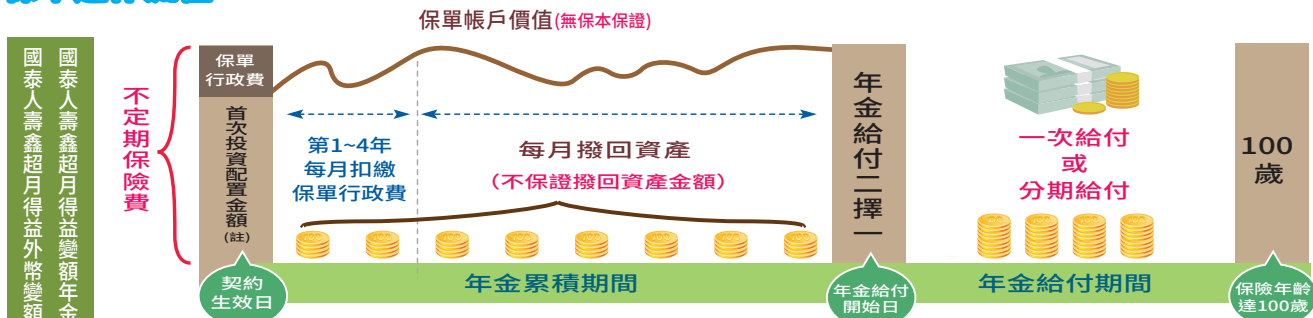 保單帳戶價值(無保本保證)
國泰人壽鑫超月得益變額年金
國泰人壽鑫超月得益外幣變額
不定期保險費
保單
行政費
首次投資配置金額
(註)
第1~4年
每月扣繳
保單行政費
每月撥回資產
(不保證撥回資產金額)
年金給付二擇一
一次給付
或
分期給付
100
歲
契約
生效日
年金累積期間
年金給付
開始日
年金給付期間
保險年齡
達100歲